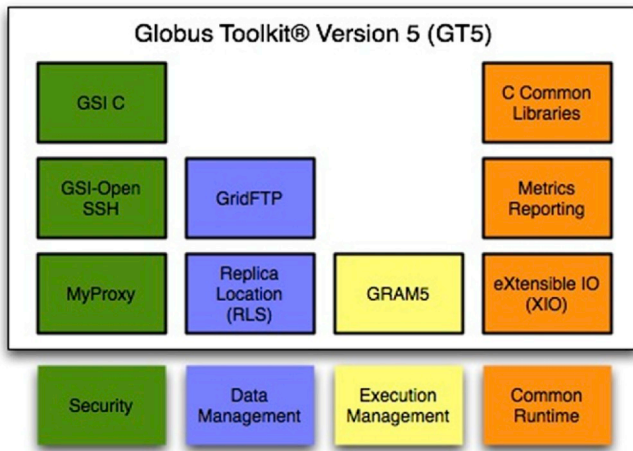 Globus Toolkit® Version 5 (GT5)
GSI C
C Common
Libraries
GSI-Open
SSH
GridFTP
Metrics
Reporting
MyProxy
Replica
Location
(RLS)
GRAM5
eXtensible IO
(XIO)
Security
Data
Management
Execution
Management
Common
Runtime